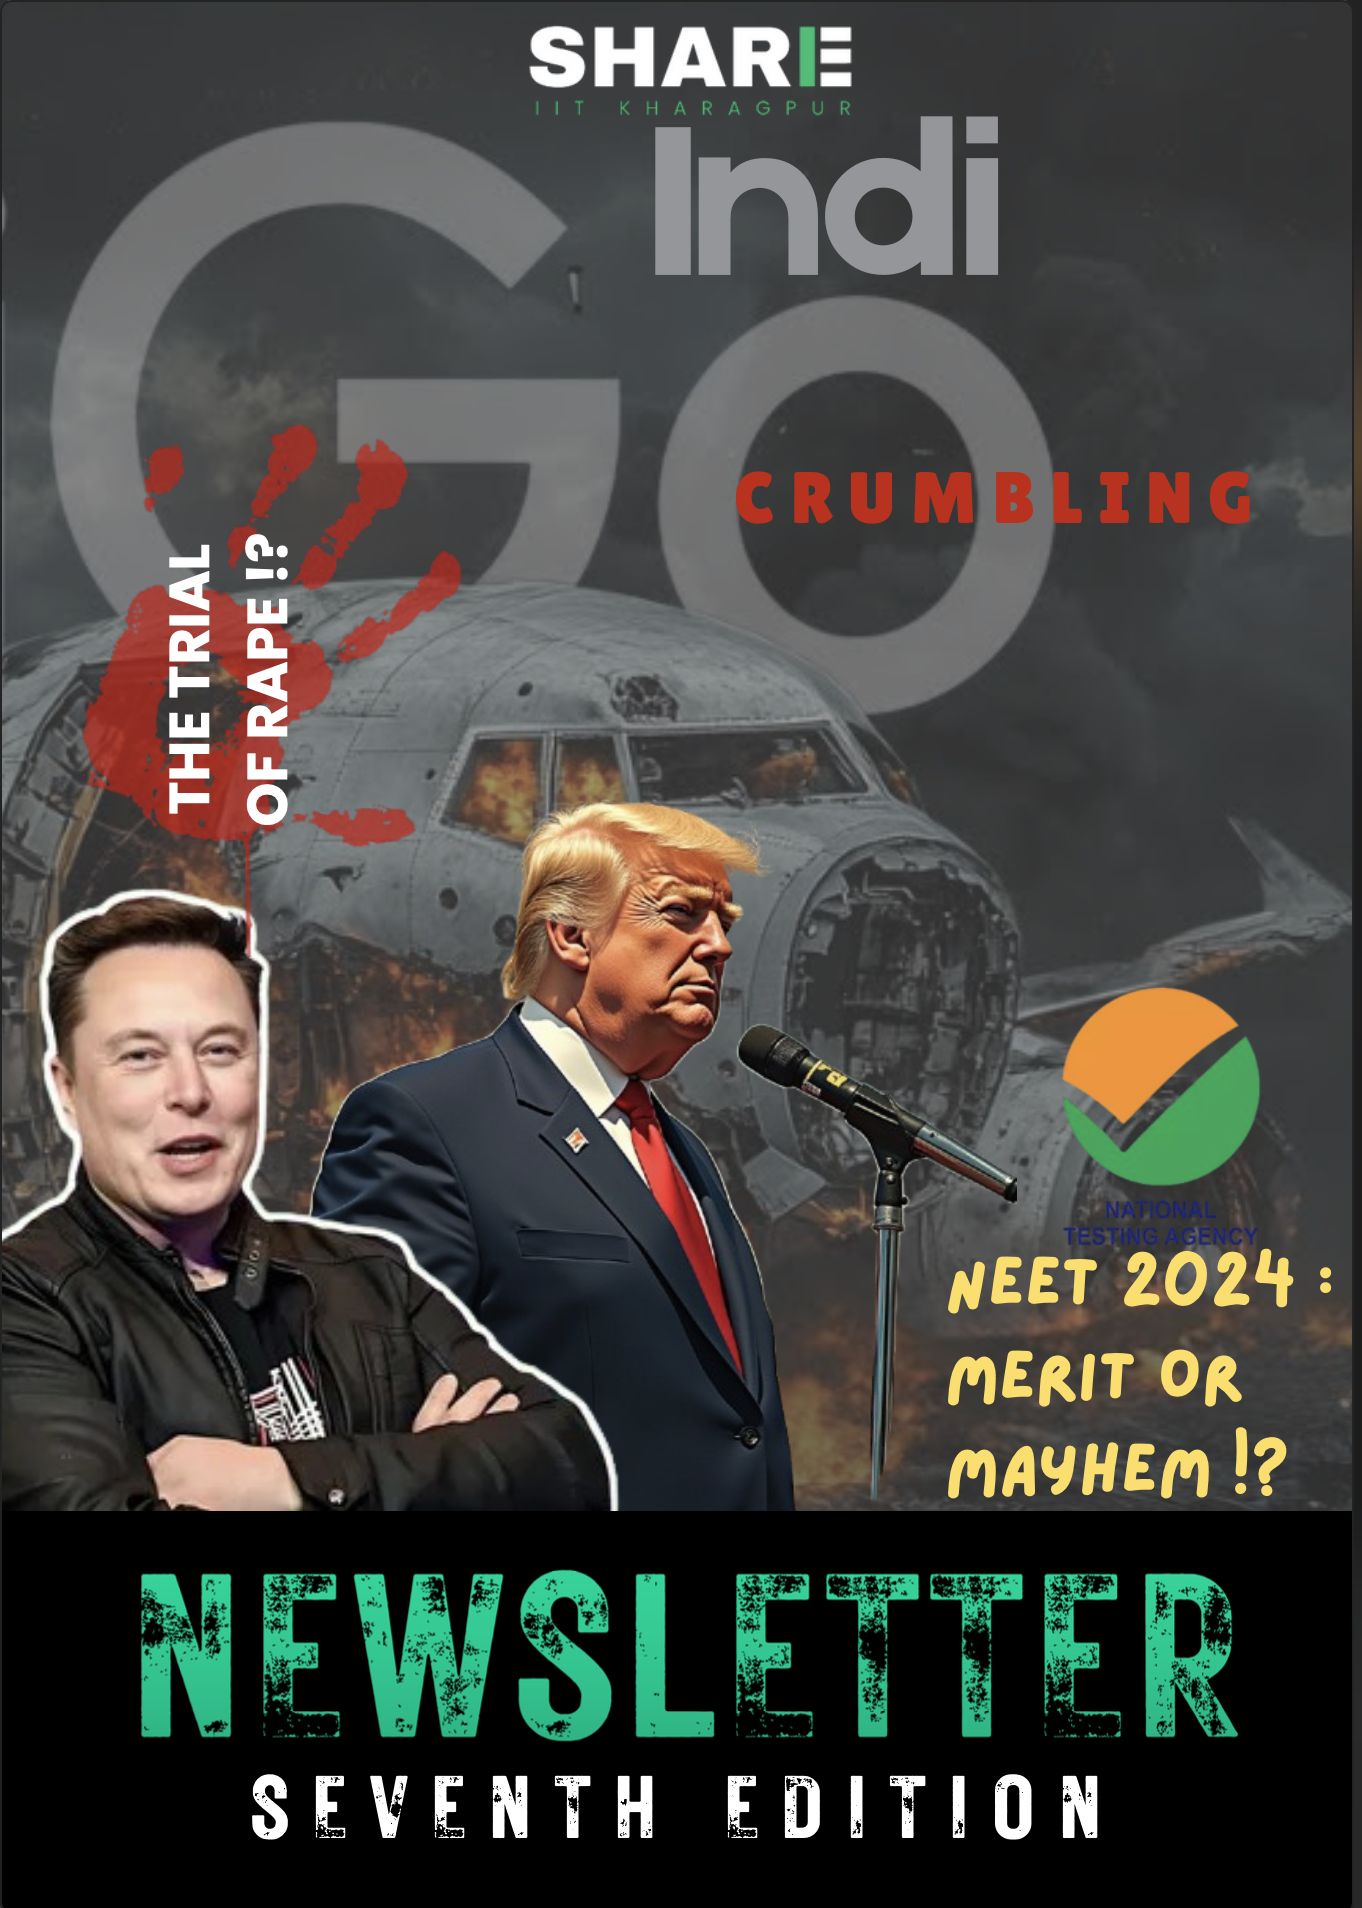 SHARE
IIT KHARAGPUR
Indi
Go
CRUMBLING
THE TRIAL
OF RAPE !?
NATIONAL
TESTING AGENCY
NEET 2024 :
MERIT OR
MAYHEM !?
NEWSLETTER
SEVENTH EDITION